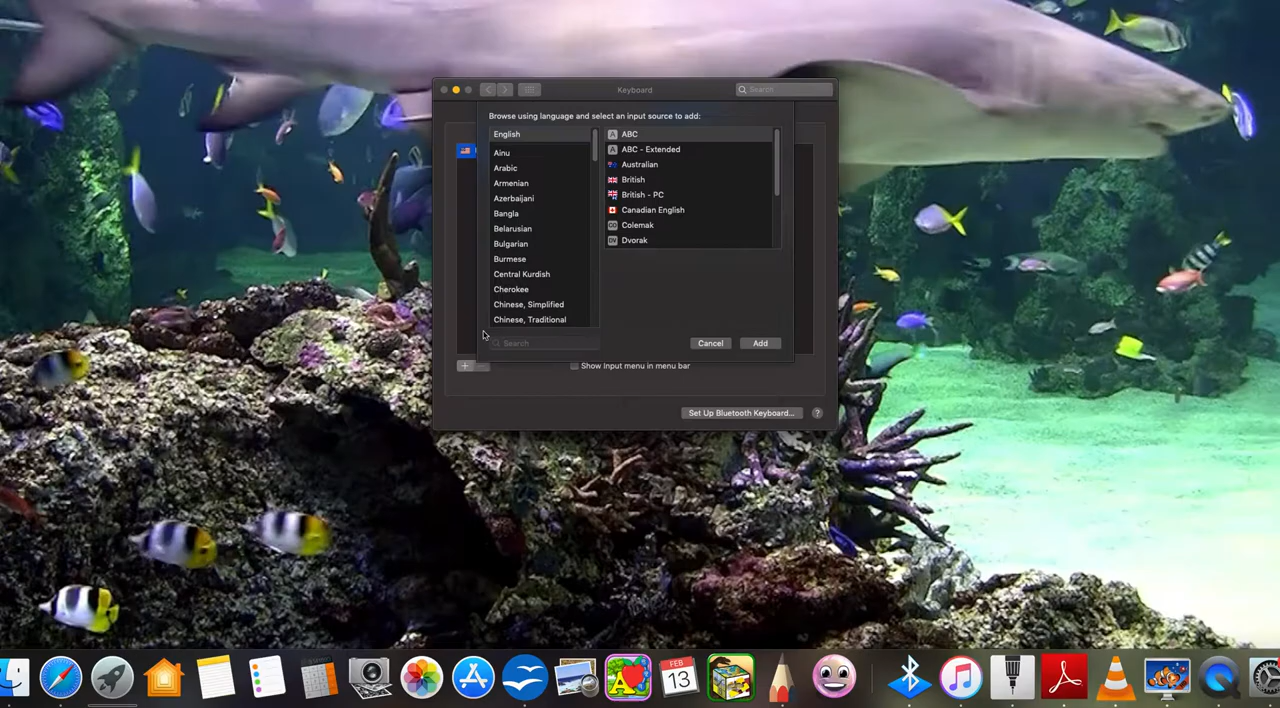 Keyboard
Search
Browse using language and select an input source to add:
English
Ainu
Arabic
Armenian
Azerbaijani
Bangla
Belarusian
Bulgarian
Burmese
Central Kurdish
Cherokee
Chinese, Simplified
Chinese, Traditional
Search
A ABC
A ABC - Extended
Australian
British
British - PC
Canadian English
CO Colemak
DV Dvorak
Cancel
Add
Show Input menu in menu bar
Set Up Bluetooth Keyboard...
?
FEB
13